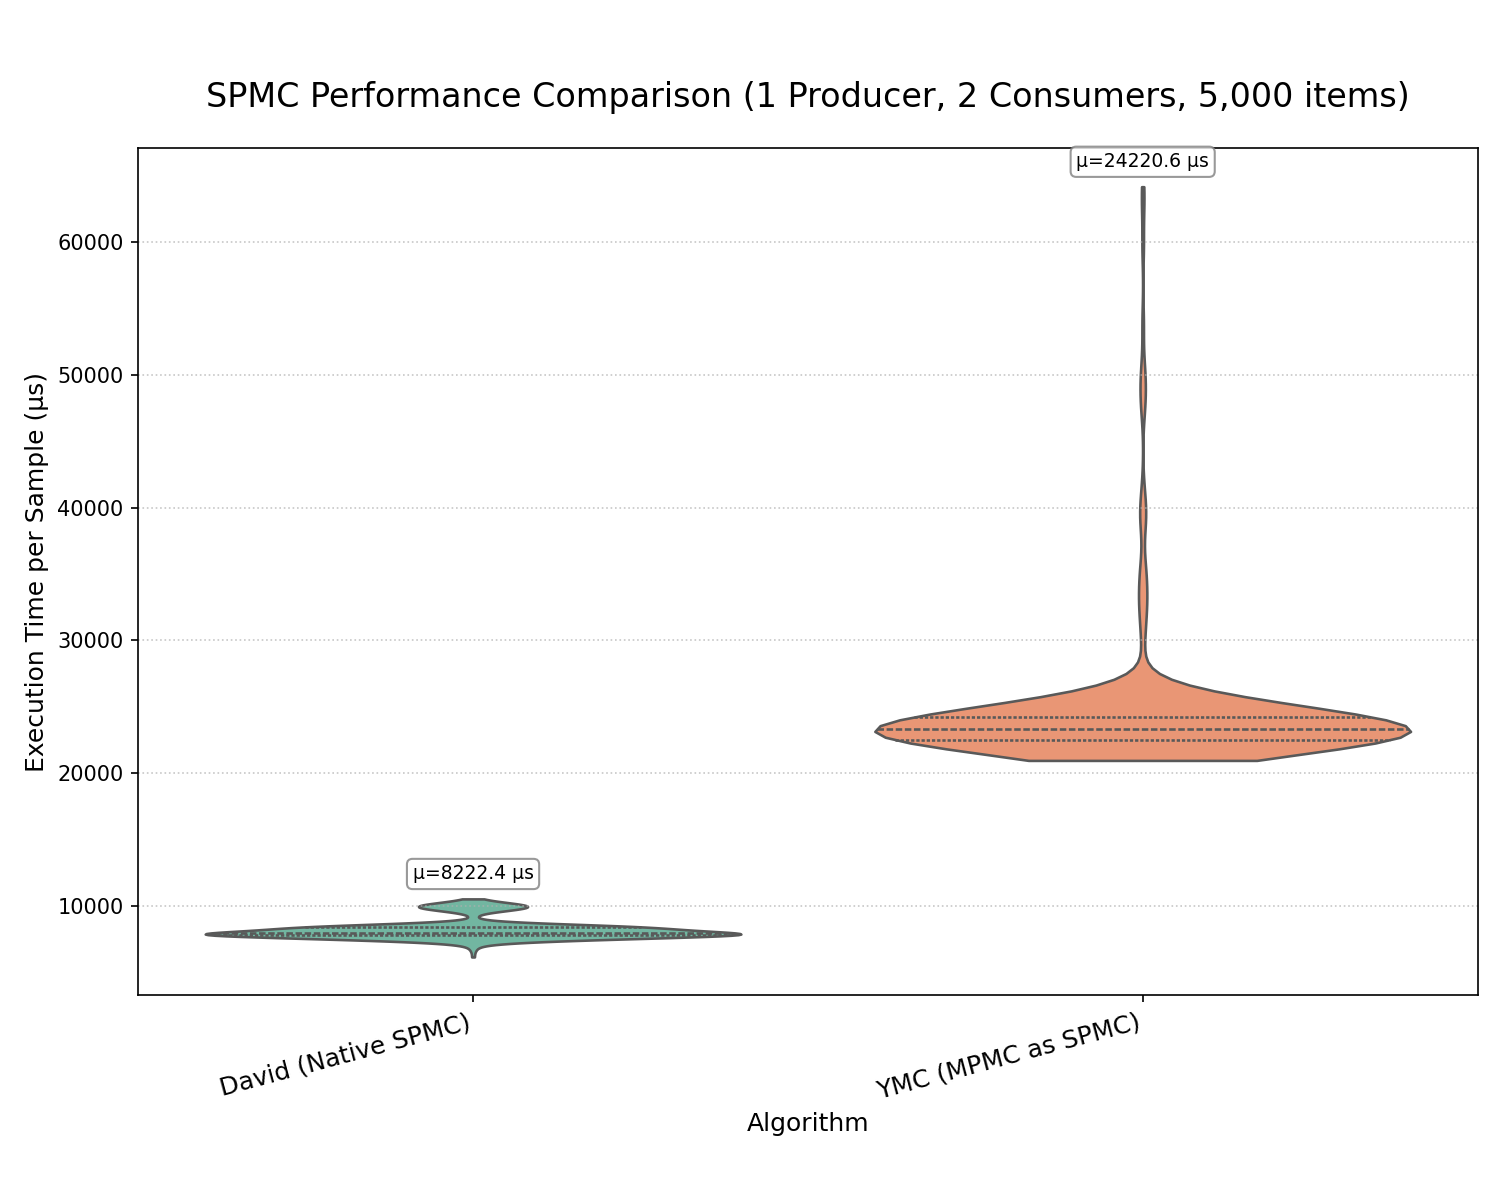 SPMC Performance Comparison (1 Producer, 2 Consumers, 5,000 items)
μ=24220.6 μs
60000
50000
40000
30000
20000
10000
Execution Time per Sample (μs)
μ=8222.4 μs
David (Native SPMC)
YMC (MPMC as SPMC)
Algorithm